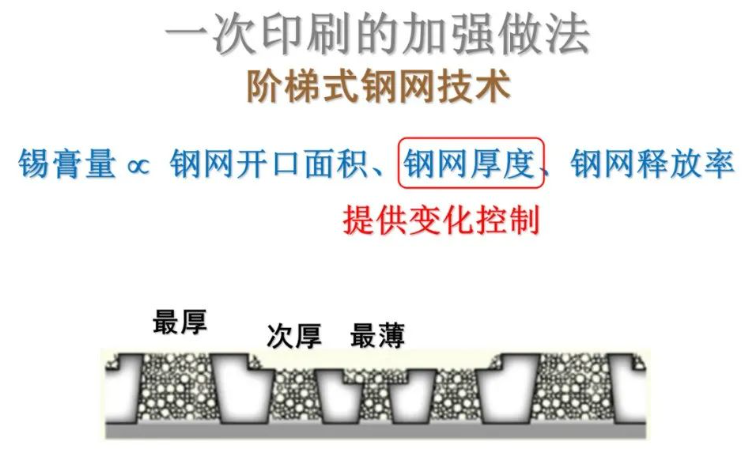 一次印刷的加强做法
阶梯式钢网技术
锡膏量 ∝ 钢网开口面积、钢网厚度、钢网释放率
提供变化控制
最厚
次厚 最薄